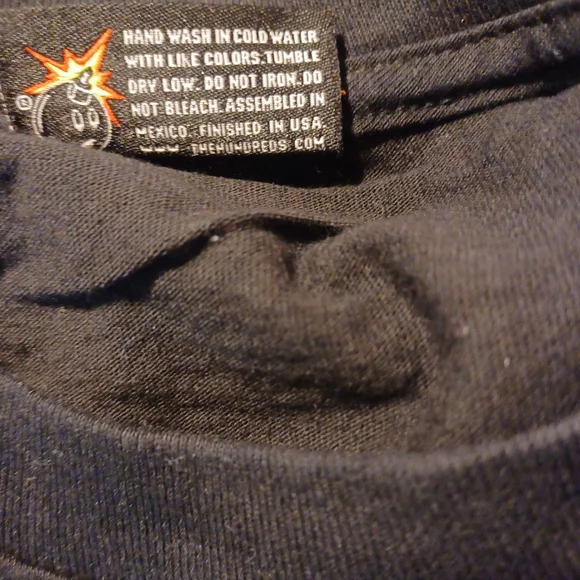 HAND WASH IN COLD WATER
WITH LIKE COLORS.TUMBLE
DRY LOW. DO NOT IRON.DO
NOT BLEACH.ASSEMBLED IN
MEXICO. FINISHED IN USA.
WWW.THEHUNDREDS.COM
®